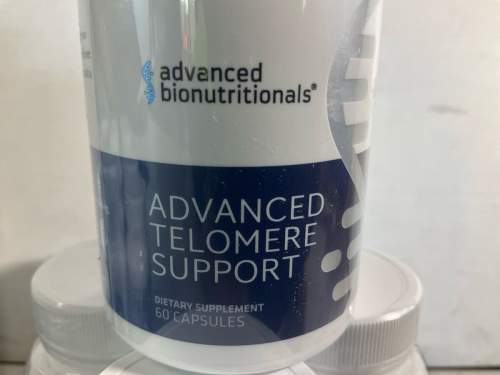 advanced
bionutritionals®
ADVANCED
TELOMERE
SUPPORT
DIETARY SUPPLEMENT
60 CAPSULES